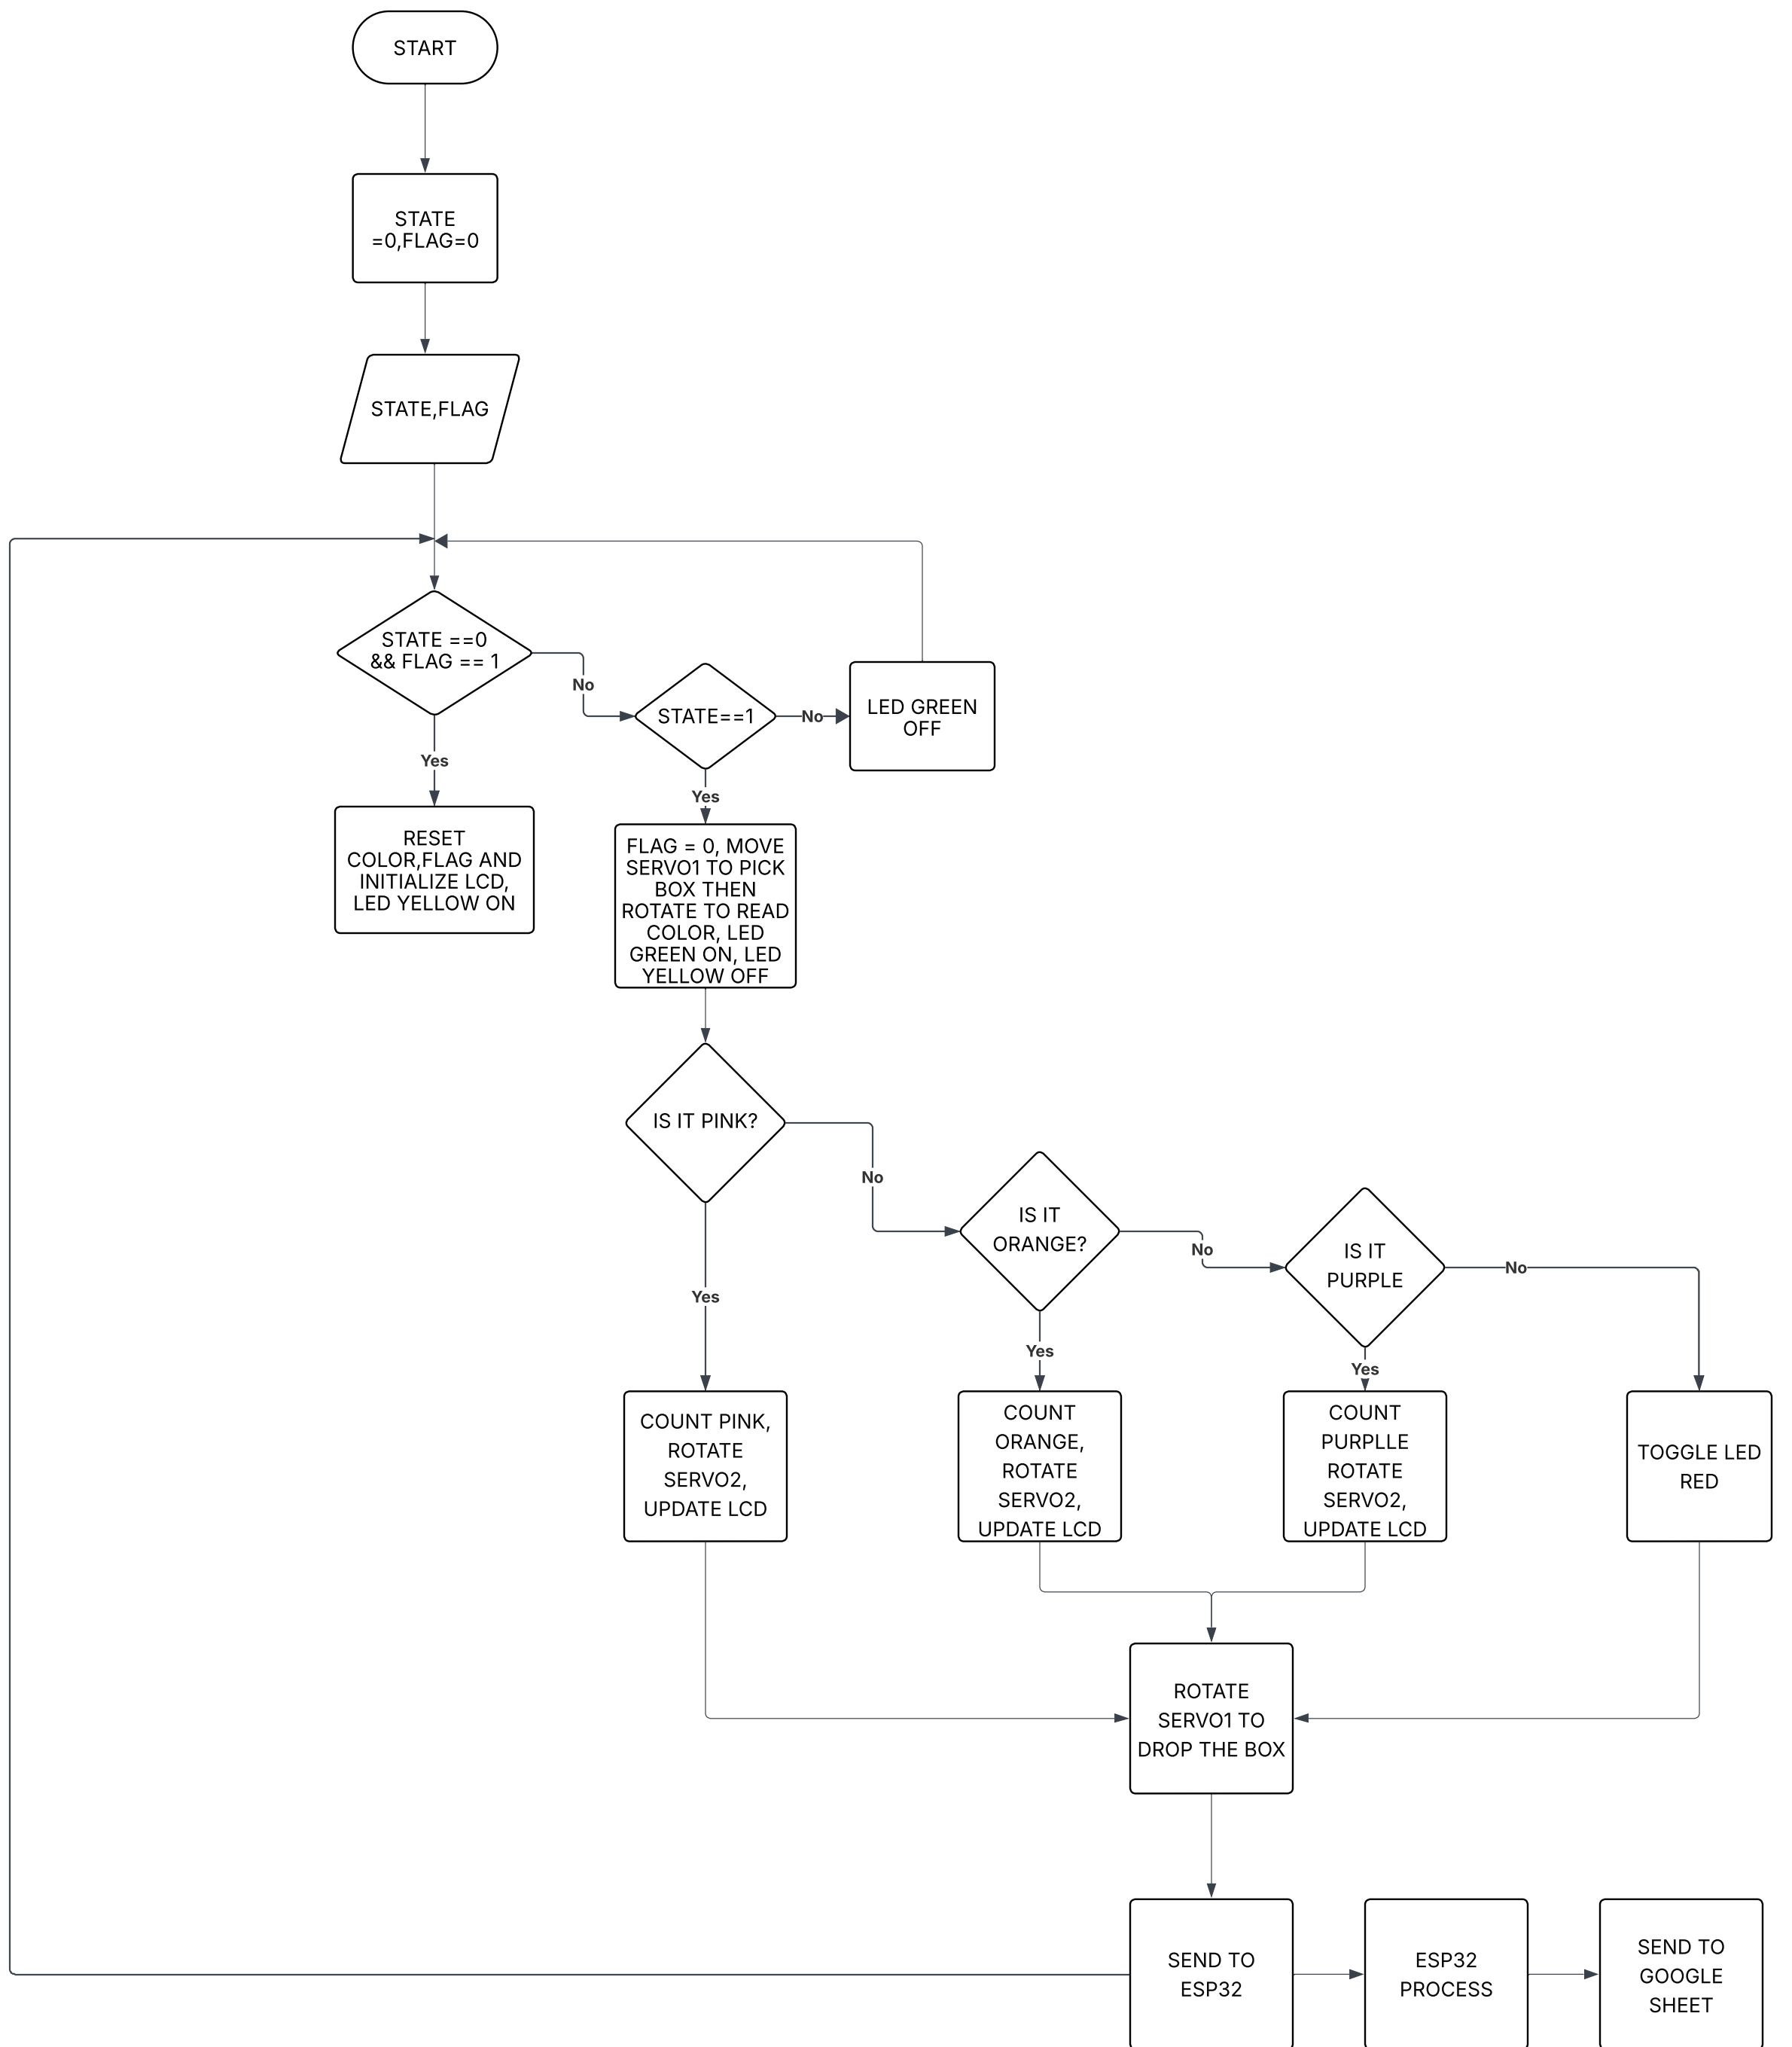 START
STATE
=0,FLAG=0
STATE,FLAG
STATE ==0
&& FLAG == 1
No
STATE==1
No
LED GREEN
OFF
Yes
Yes
RESET
COLOR,FLAG AND
INITIALIZE LCD,
LED YELLOW ON
FLAG = 0, MOVE
SERVO1 TO PICK
BOX THEN
ROTATE TO READ
COLOR, LED
GREEN ON, LED
YELLOW OFF
IS IT PINK?
No
IS IT
ORANGE?
No
IS IT
PURPLE
No
Yes
Yes
Yes
COUNT PINK,
ROTATE
SERVO2,
UPDATE LCD
COUNT
ORANGE,
ROTATE
SERVO2,
UPDATE LCD
COUNT
PURPLLE
ROTATE
SERVO2,
UPDATE LCD
TOGGLE LED
RED
ROTATE
SERVO1 TO
DROP THE BOX
SEND TO
ESP32
ESP32
PROCESS
SEND TO
GOOGLE
SHEET